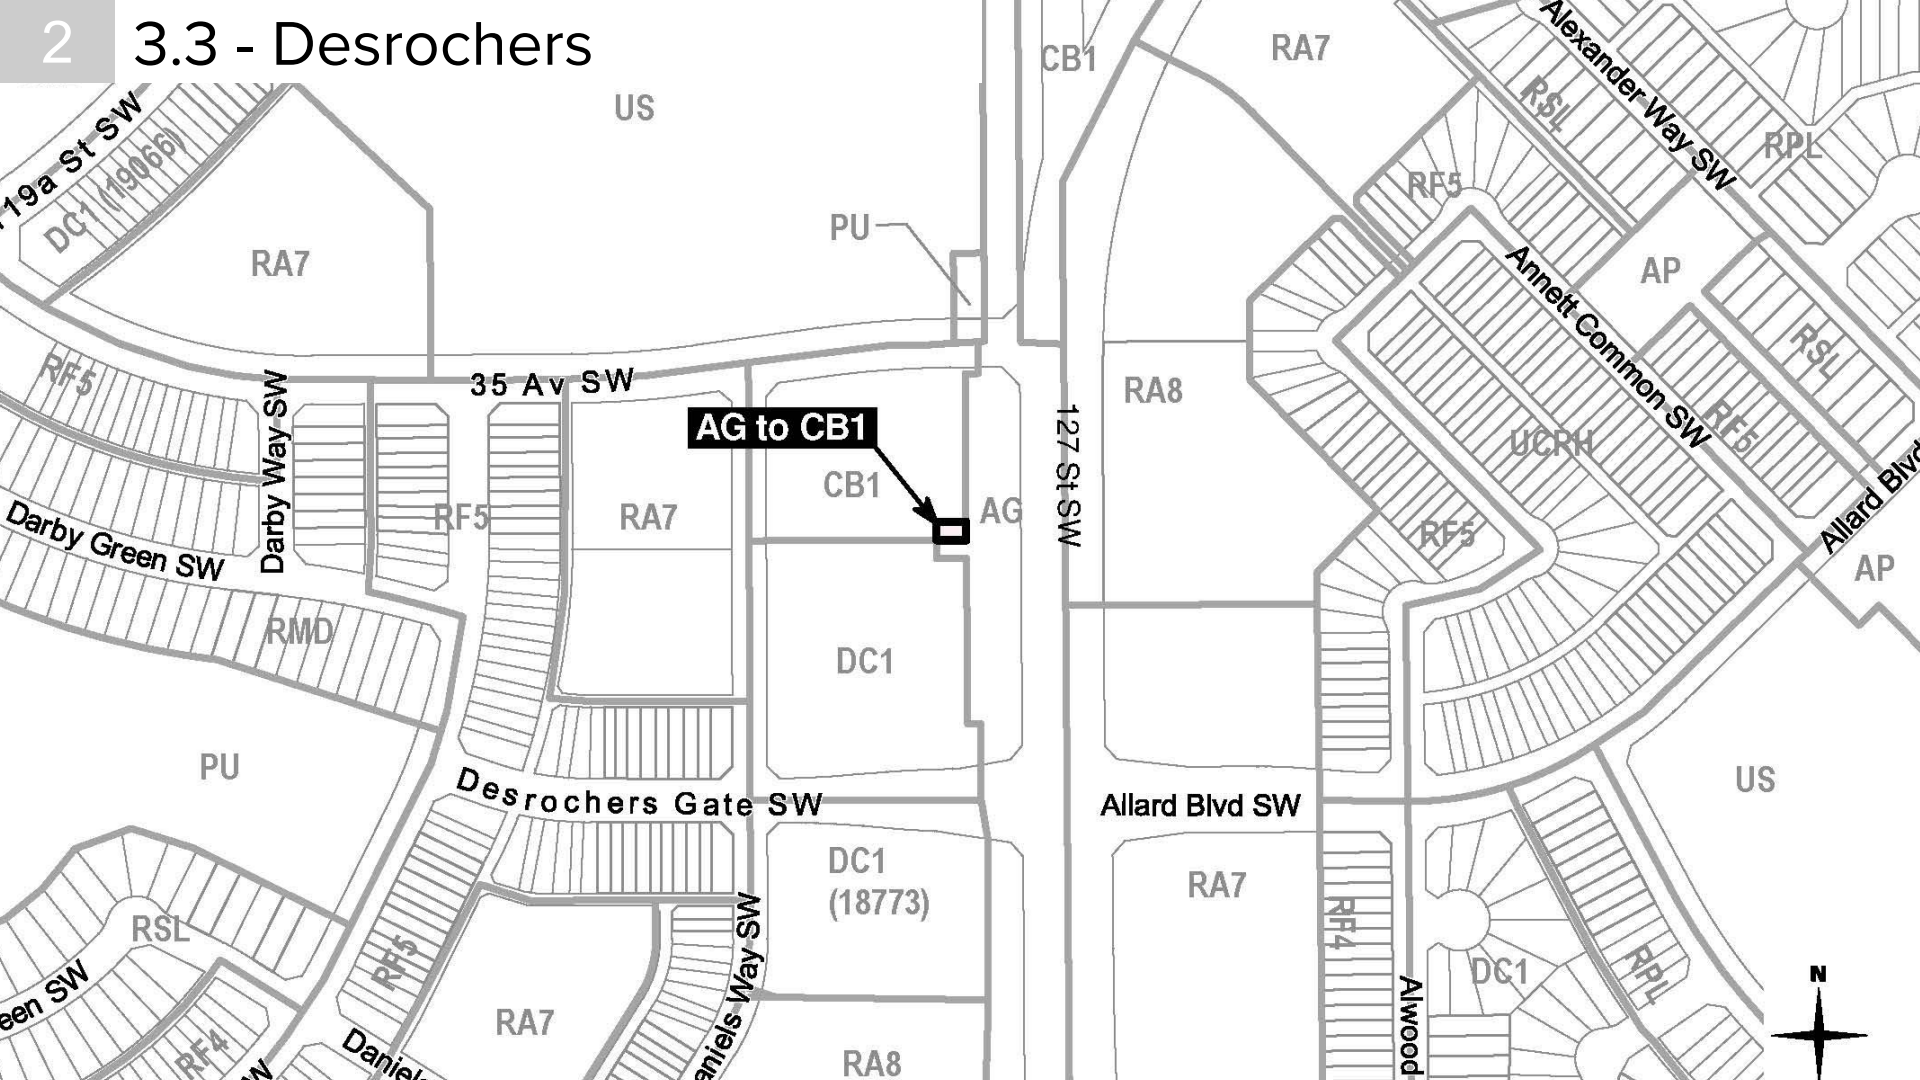 2
3.3 - Desrochers
CB1
RA7
Alexander Way SW
US
RSL
119a St SW
DC1 (19066)
RPL
RF5
PU
RA7
AP
Annett Common SW
RF5
Darby Way SW
35 Av SW
RA8
RSL
AG to CB1
127 St SW
RF5
UCRH
CB1
AG
RF5
RA7
Allard Blvd
Darby Green SW
RF5
AP
RMD
DC1
PU
US
Desrochers Gate SW
Allard Blvd SW
DC1
(18773)
RA7
RSL
RF4
RF5
Way SW
DC1
RPL
N
een SW
RA7
Alwood
RF4
Daniel
aniels
RA8
W